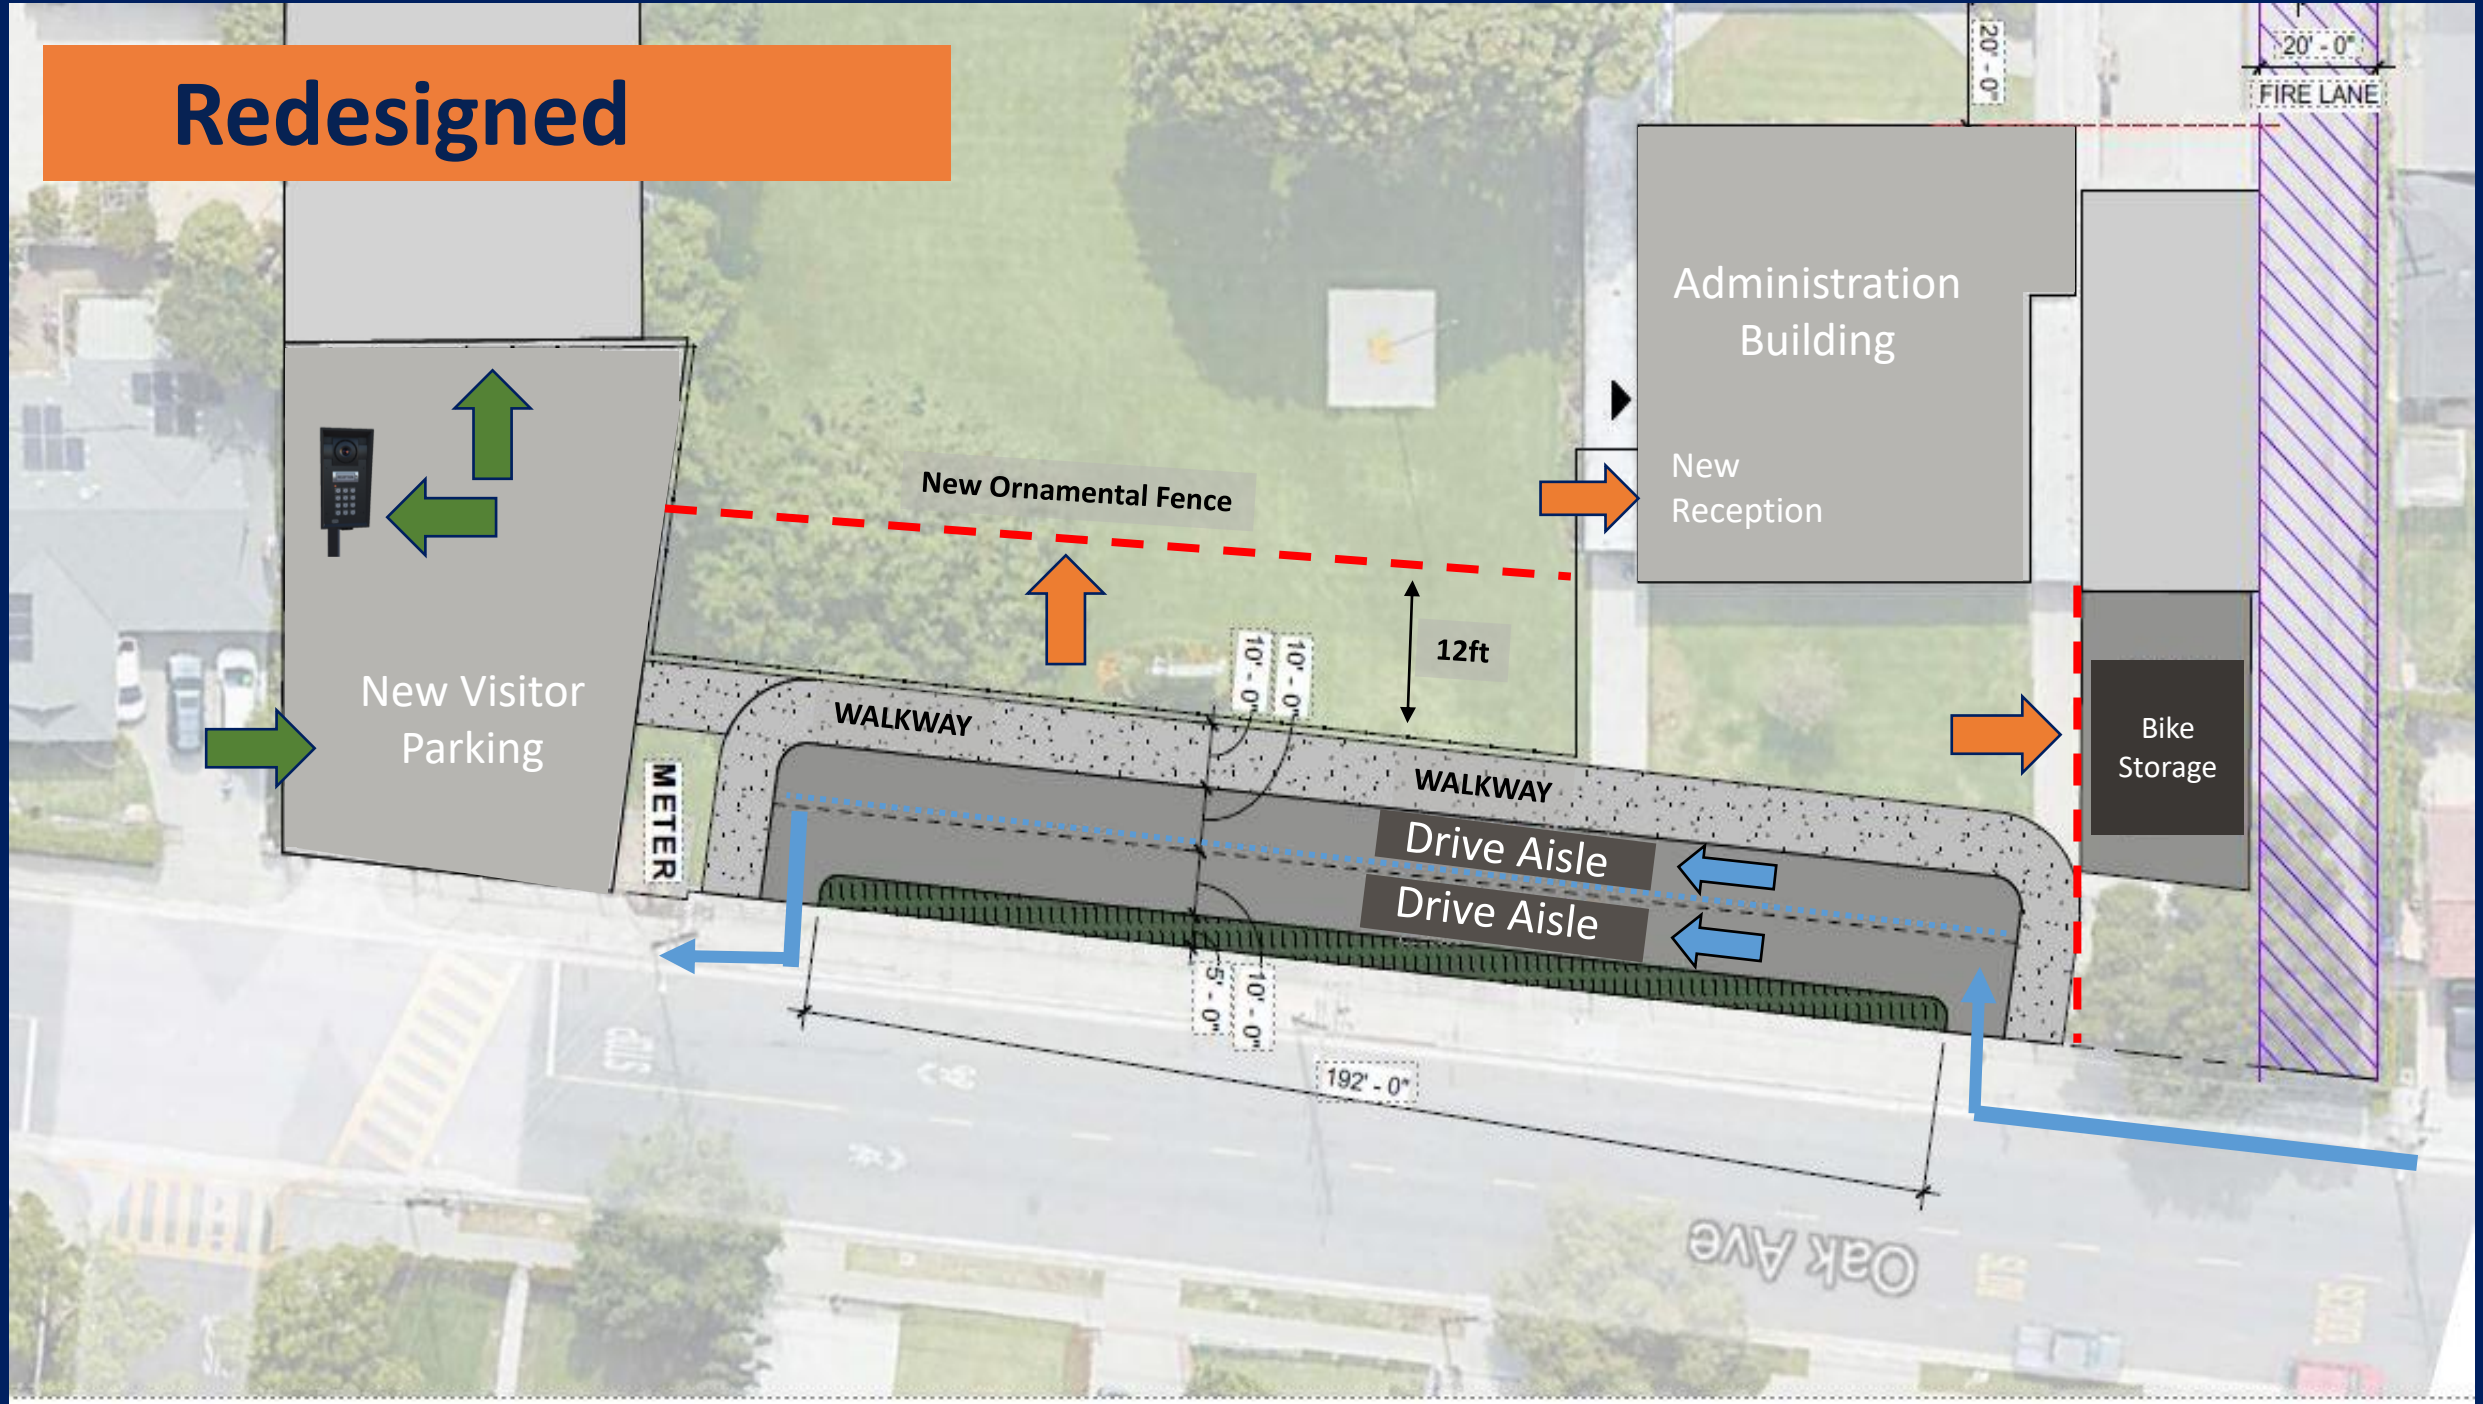 Redesigned
20' - 0"
20' - 0"
FIRE LANE
Administration
Building
New
Reception
New Ornamental Fence
12ft
10' - 0"
10' - 0"
New Visitor
Parking
METER
WALKWAY
WALKWAY
Drive Aisle
Drive Aisle
Bike
Storage
5' - 0"
10' - 0"
192' - 0"
STOP
Oak Ave